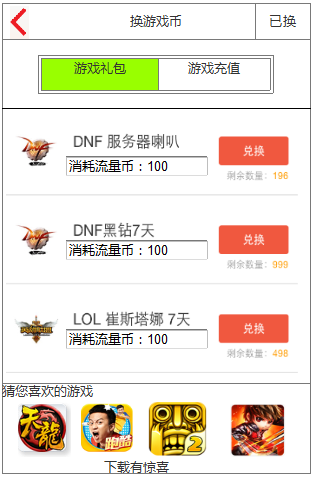 换游戏币
已换
游戏礼包
游戏充值
DNF 服务器喇叭
消耗流量币：100
兑换
剩余数量：196
DNF黑钻7天
消耗流量币：100
兑换
剩余数量：999
LOL 崔斯塔娜 7天
消耗流量币：100
兑换
剩余数量：498
猜您喜欢的游戏
天龍
跑酷
2
下载有惊喜